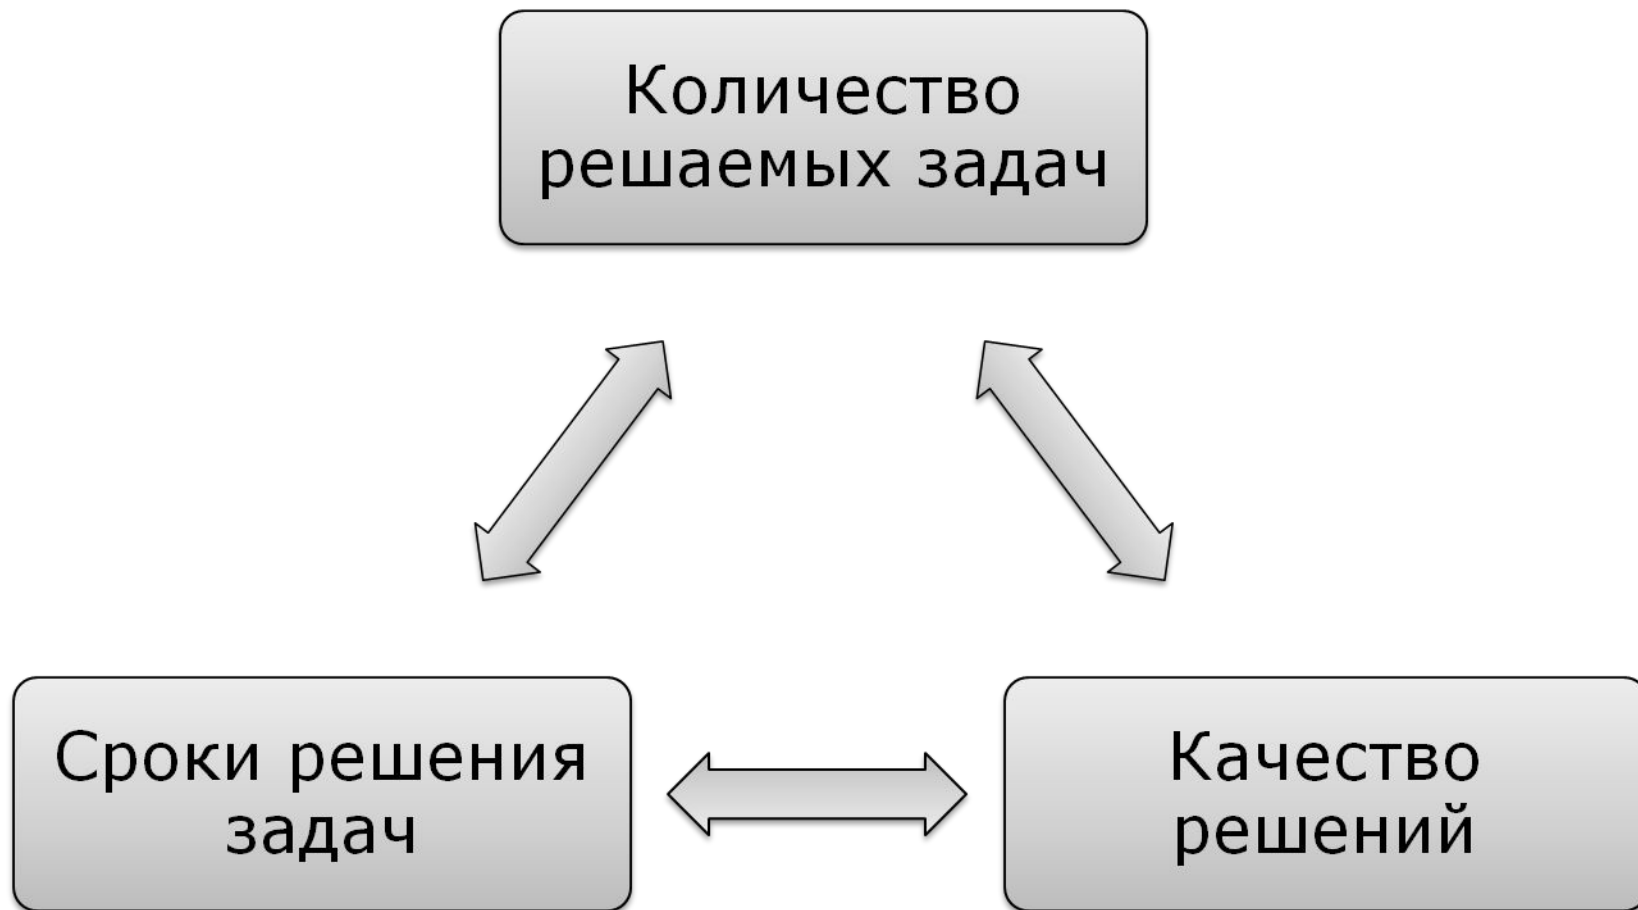 Количество
решаемых задач
Сроки решения
задач
Качество
решений